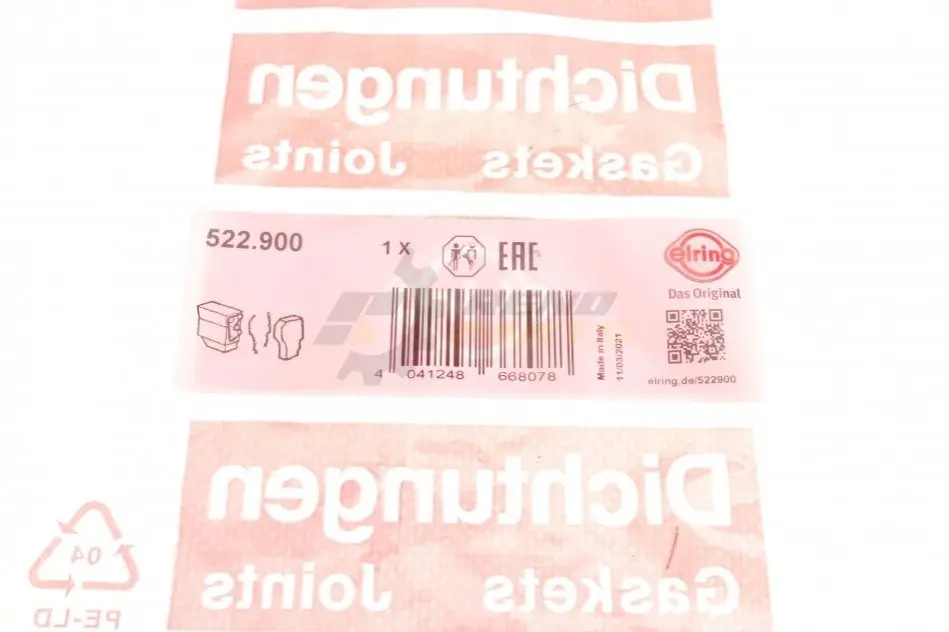 Dichtungen
Gaskets Joints
522.900
1 X
EAC
elring
Das Original
4 041248 668078
Made in Italy
11/03/2021
elring.de/522900
Dichtungen
Gaskets Joints
04
PE-LD